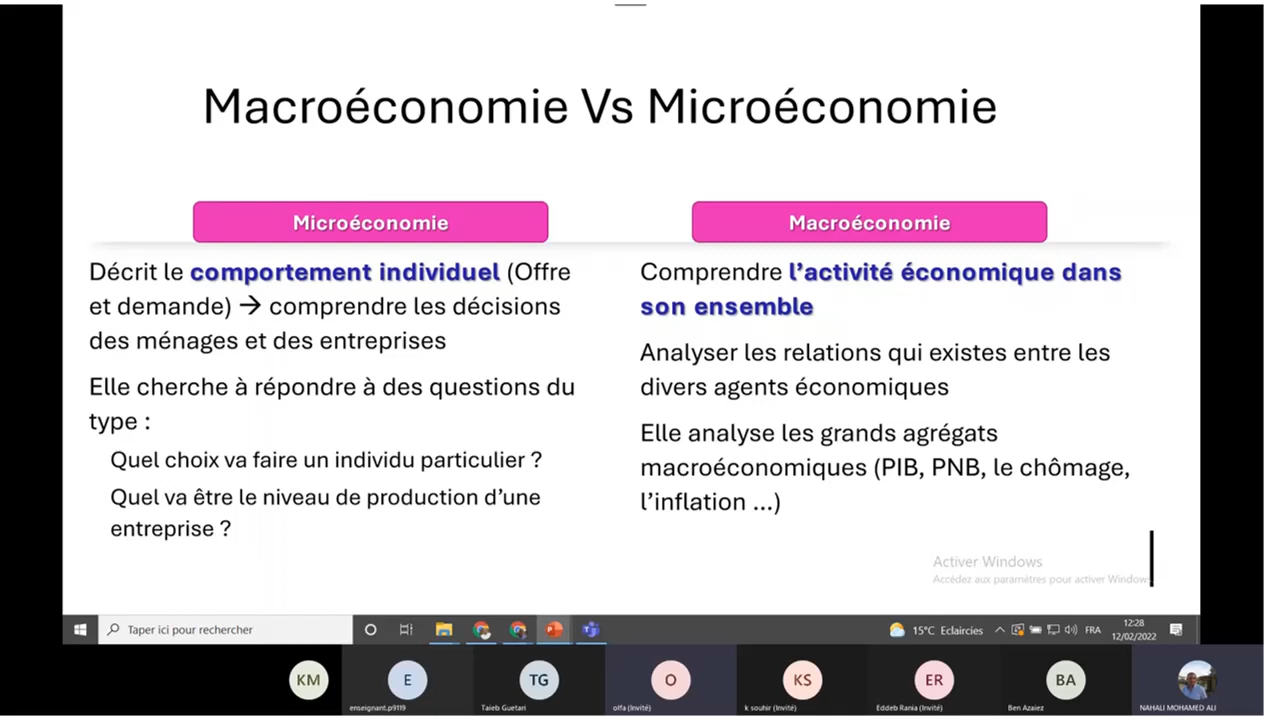 Macroéconomie Vs Microéconomie
Microéconomie
Décrit le comportement individuel (Offre
et demande) → comprendre les décisions
des ménages et des entreprises
Elle cherche à répondre à des questions du
type :
Quel choix va faire un individu particulier ?
Quel va être le niveau de production d’une
entreprise ?
Macroéconomie
Comprendre l’activité économique dans
son ensemble
Analyser les relations qui existes entre les
divers agents économiques
Elle analyse les grands agrégats
macroéconomiques (PIB, PNB, le chômage,
l’inflation ...)
Activer Windows
Accédez aux paramètres pour activer Windows.
Taper ici pour rechercher
15°C Eclaircies
FRA
12:28
12/02/2022
KM
E
enseignant.p9119
TG
Taieb Guetari
O
olfa (Invité)
KS
k souhir (Invité)
ER
Eddeb Rania (Invité)
BA
Ben Azaiez
NAHALI MOHAMED ALI